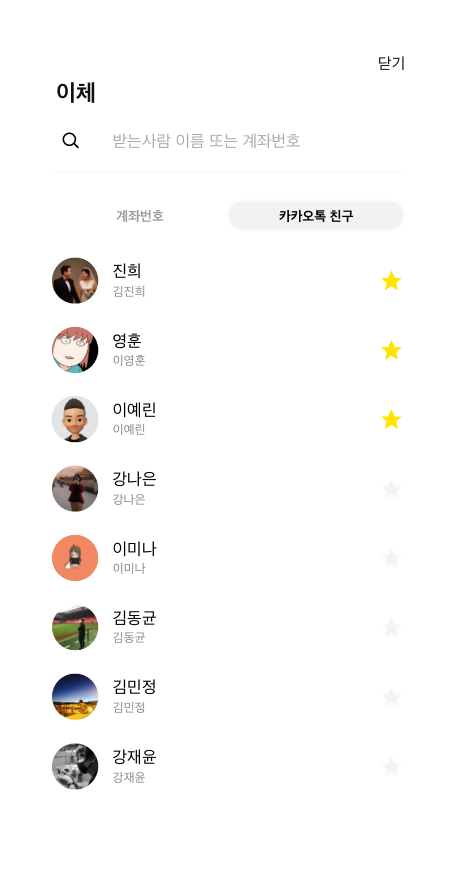 닫기
이체
받는사람 이름 또는 계좌번호
계좌번호 카카오톡 친구
진희
김진희
영훈
이영훈
이예린
이예린
강나은
강나은
이미나
이미나
김동균
김동균
김민정
김민정
강재윤
강재윤